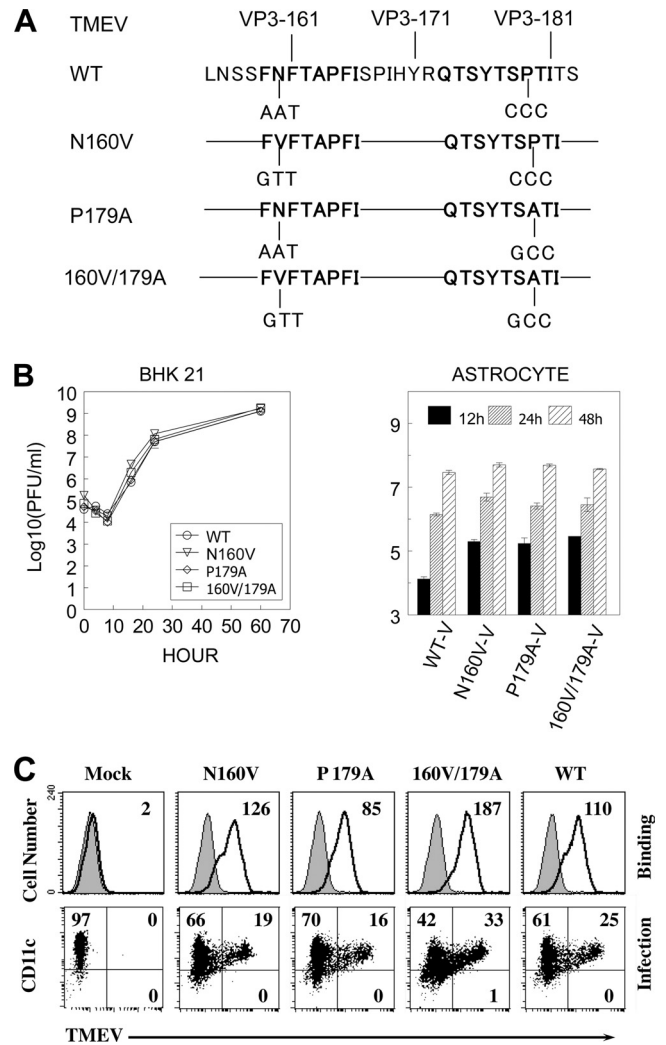 A
TMEV VP3-161 VP3-171 VP3-181
WT LNSSFNFTAPFISPIHYRQTSYTSPTITS
AAT CCC
N160V FVFTAPFI QTSYTSPTI
GTT CCC
P179A FNFTAPFI QTSYTSATI
AAT GCC
160V/179A FVFTAPFI QTSYTSATI
GTT GCC
B
BHK 21
Log10(PFU/ml)
10
9
8
7
6
5
4
3
2
1
0
WT
N160V
P179A
160V/179A
0 10 20 30 40 50 60 70
HOUR
ASTROCYTE
9
7
5
3
12h 24h 48h
WT-V N160V-V P179A-V 160V/179A-V
C
Mock N160V P 179A 160V/179A WT
Cell Number
240
0
2 126 85 187 110
Binding
CD11c
97 0 66 19 70 16 42 33 61 25
0 0 0 1 0
Infection
TMEV